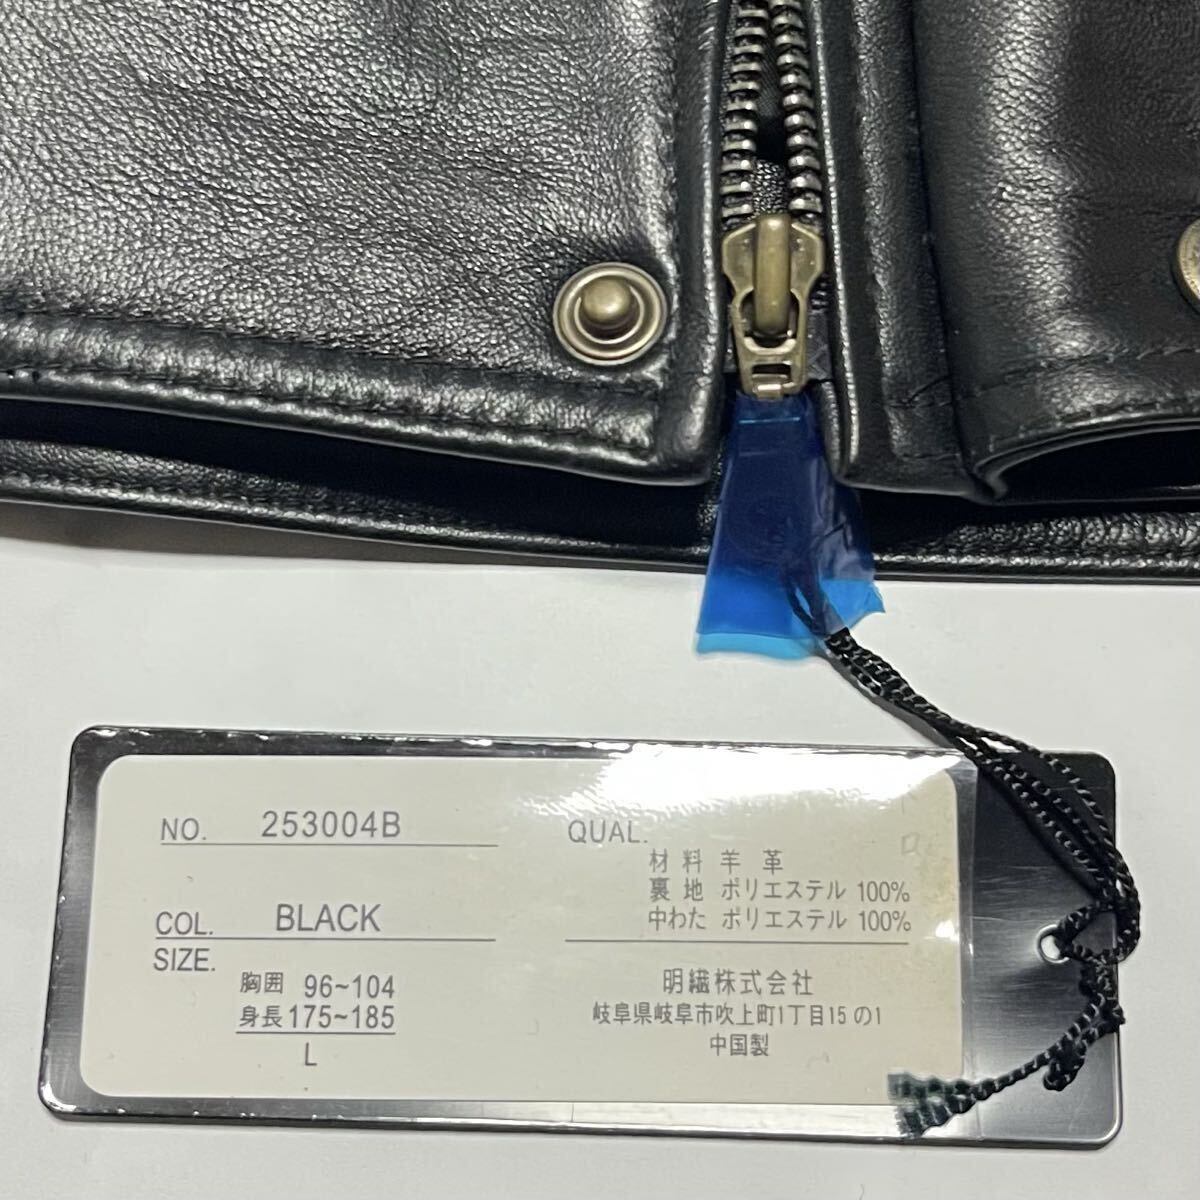 NO. 253004B
COL. BLACK
SIZE.
胸囲 96~104
身長 175~185
L
QUAL.
材料 羊革
裏地 ポリエステル 100%
中わた ポリエステル 100%
明繊株式会社
岐阜県岐阜市吹上町1丁目15の1
中国製